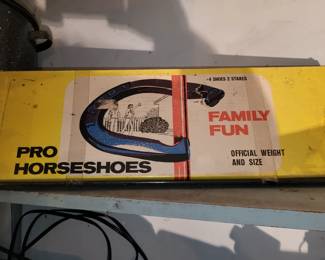 -4 SHOES 2 STAKES
FAMILY
FUN
PRO
HORSESHOES
OFFICIAL WEIGHT
AND SIZE